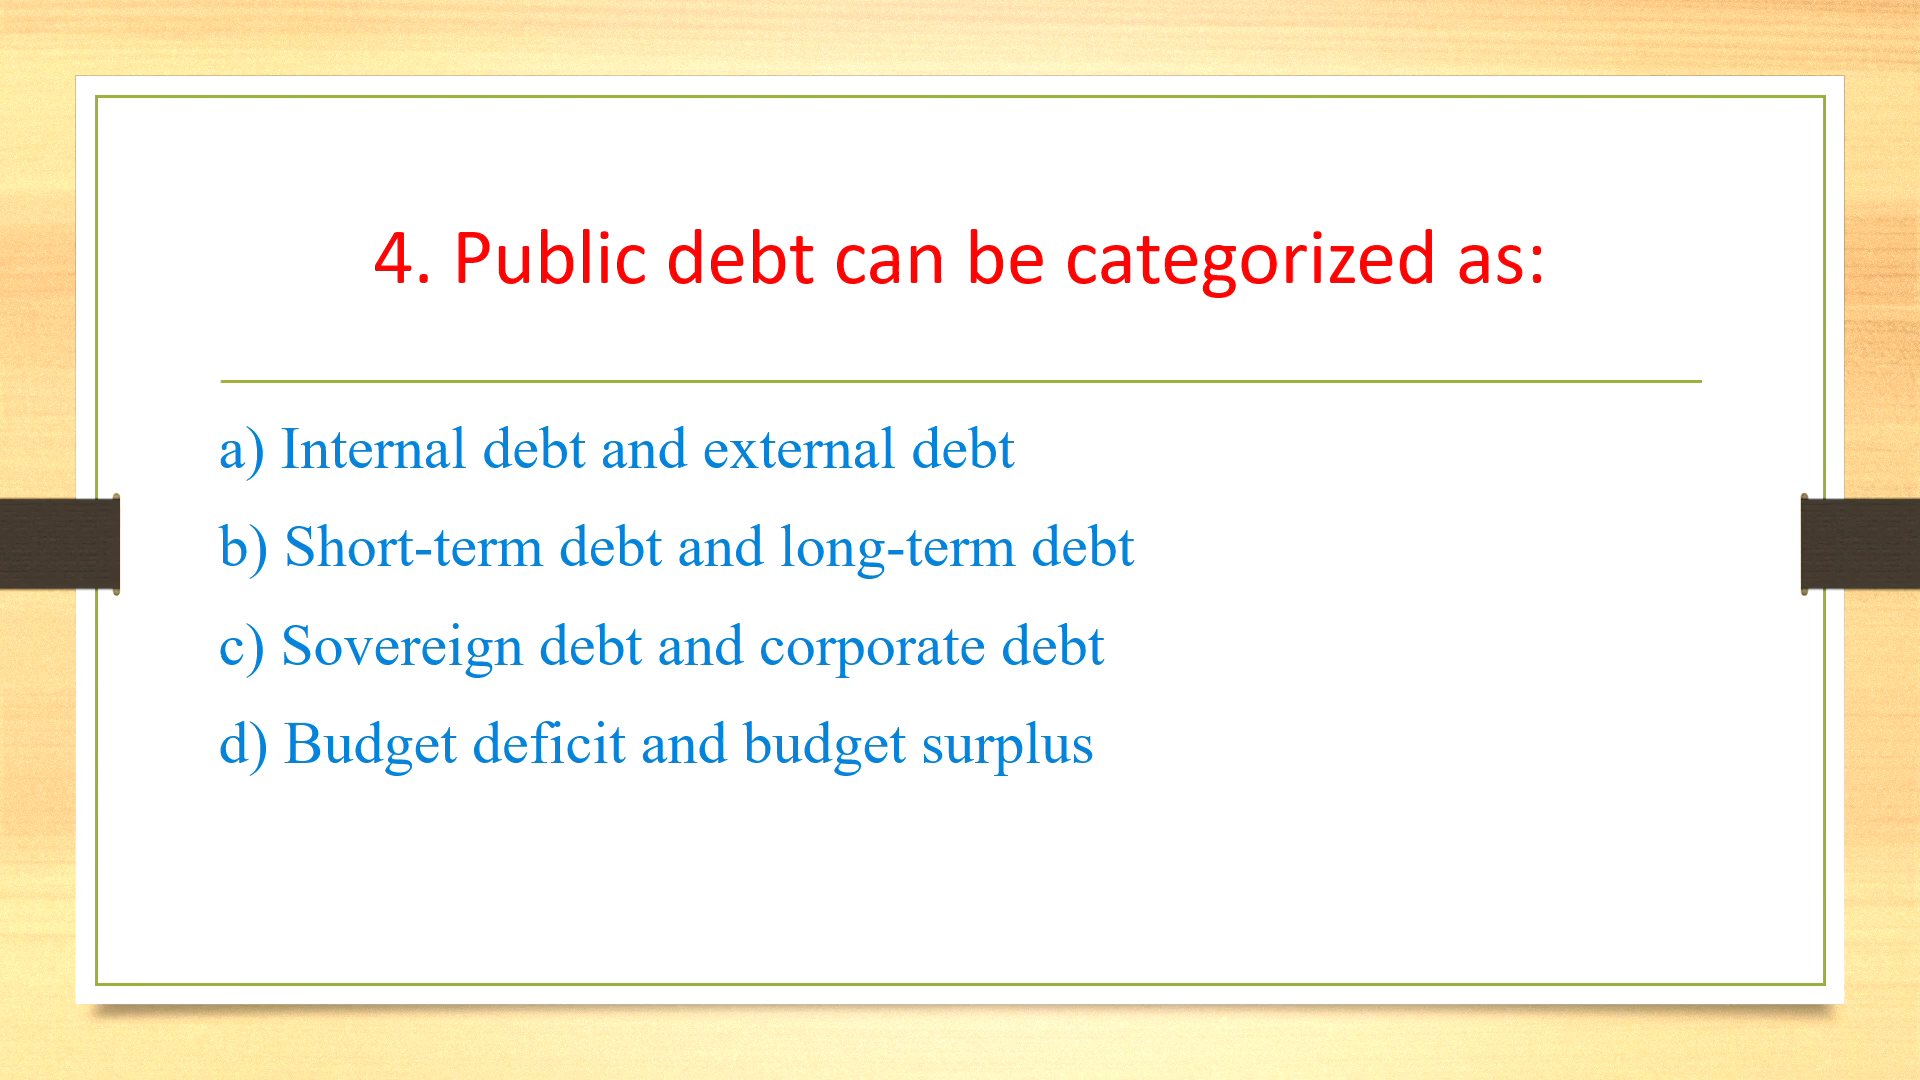 4. Public debt can be categorized as:
a) Internal debt and external debt
b) Short-term debt and long-term debt
c) Sovereign debt and corporate debt
d) Budget deficit and budget surplus